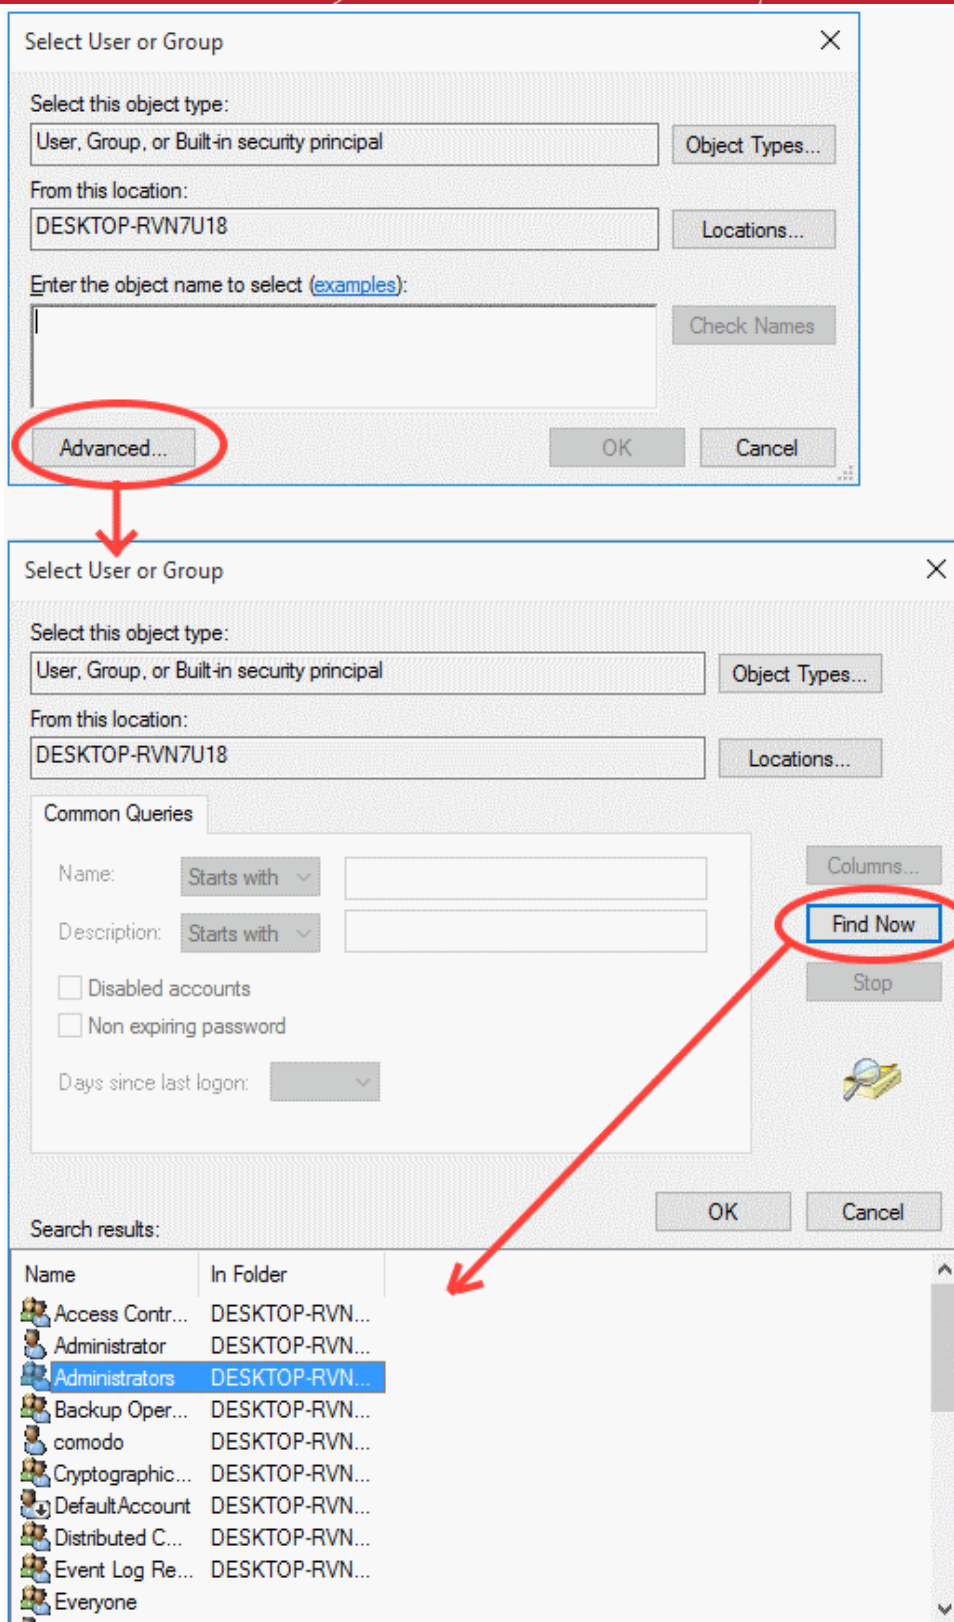 Select User or Group
Select this object type:
User, Group, or Built-in security principal
Object Types...
From this location:
DESKTOP-RVN7U18
Locations...
Enter the object name to select (examples):
Check Names
Advanced...
OK
Cancel
Select User or Group
Select this object type:
User, Group, or Built-in security principal
Object Types...
From this location:
DESKTOP-RVN7U18
Locations...
Common Queries
Name: Starts with
Columns...
Description: Starts with
Find Now
Disabled accounts
Stop
Non expiring password
Days since last logon:
OK
Cancel
Search results:
Name In Folder
Access Contr... DESKTOP-RVN...
Administrator DESKTOP-RVN...
Administrators DESKTOP-RVN...
Backup Oper... DESKTOP-RVN...
comodo DESKTOP-RVN...
Cryptographic... DESKTOP-RVN...
DefaultAccount DESKTOP-RVN...
Distributed C... DESKTOP-RVN...
Event Log Re... DESKTOP-RVN...
Everyone